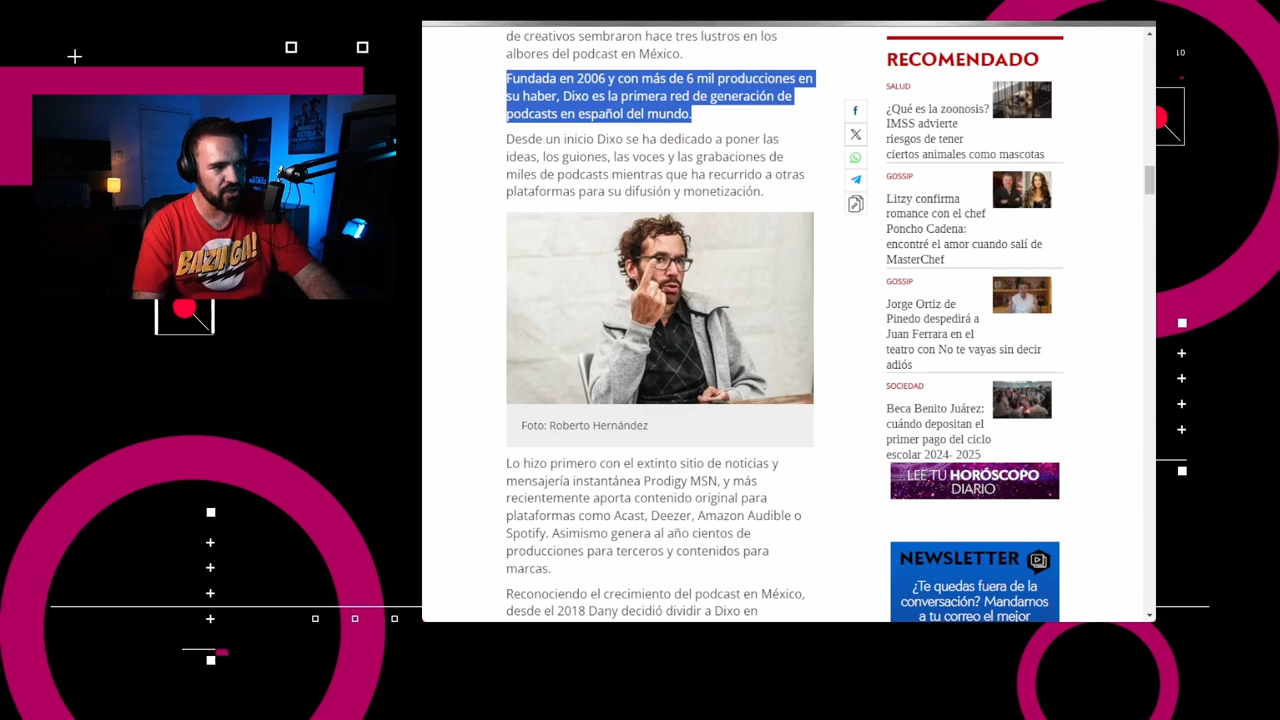 BAZINGA!
de creativos sembraron hace tres lustros en los
albores del podcast en México.
Fundada en 2006 y con más de 6 mil producciones en
su haber, Dixo es la primera red de generación de
podcasts en español del mundo.
Desde un inicio Dixo se ha dedicado a poner las
ideas, los guiones, las voces y las grabaciones de
miles de podcasts mientras que ha recurrido a otras
plataformas para su difusión y monetización.
Foto: Roberto Hernández
Lo hizo primero con el extinto sitio de noticias y
mensajería instantánea Prodigy MSN, y más
recientemente aporta contenido original para
plataformas como Acast, Deezer, Amazon Audible o
Spotify. Asimismo genera al año cientos de
producciones para terceros y contenidos para
marcas.
Reconociendo el crecimiento del podcast en México,
desde el 2018 Dany decidió dividir a Dixo en
RECOMENDADO
SALUD
¿Qué es la zoonosis?
IMSS advierte
riesgos de tener
ciertos animales como mascotas
GOSSIP
Litzy confirma
romance con el chef
Poncho Cadena:
encontré el amor cuando salí de
MasterChef
GOSSIP
Jorge Ortiz de
Pinedo despedirá a
Juan Ferrara en el
teatro con No te vayas sin decir
adiós
SOCIEDAD
Beca Benito Juárez:
cuándo depositan el
primer pago del ciclo
escolar 2024- 2025
LEE TU HORÓSCOPO
DIARIO
NEWSLETTER
¿Te quedas fuera de la
conversación? Mandamos
a tu correo el mejor